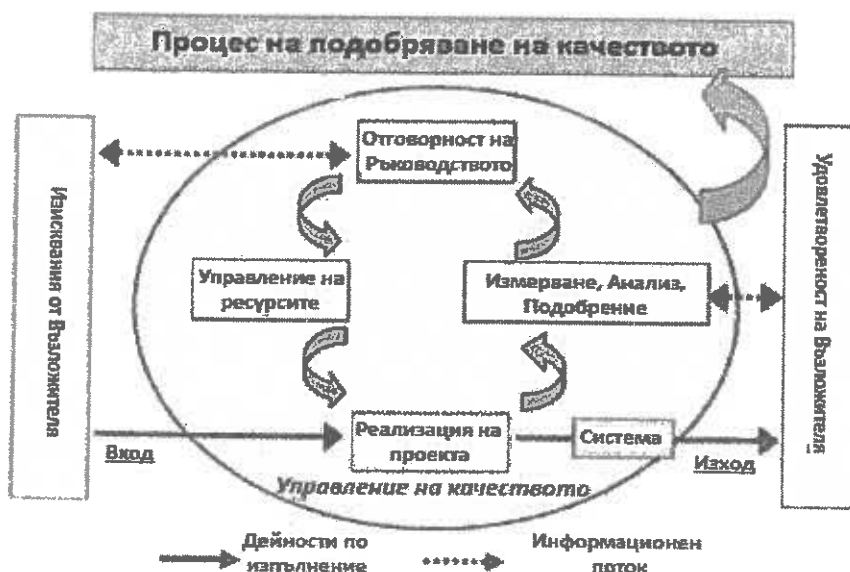 Процес на подобряване на качеството
Отговорност на
Ръководството
Изисквания от Възложителя
Удовлетвореност на Възложителя
Управление на
ресурсите
Измерване, Анализ,
Подобрение
Реализация на
проекта
Система
Вход
Изход
Управление на качеството
Дейности по
изпълнение
Информационен
поток